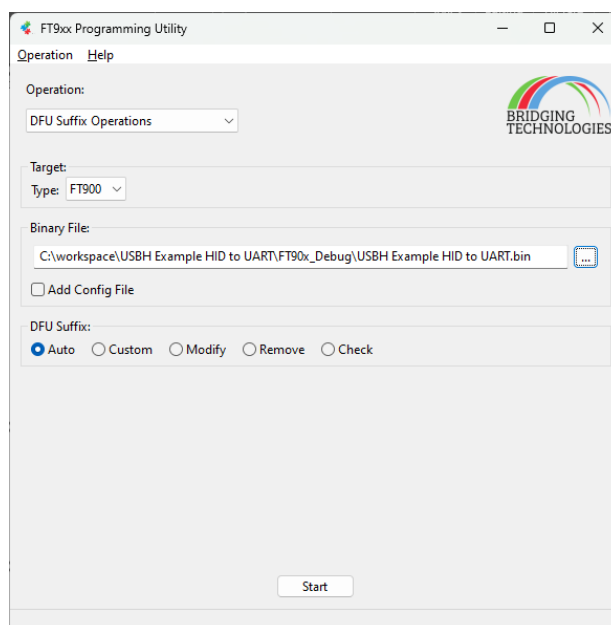 FT9xx Programming Utility
Operation Help
Operation:
DFU Suffix Operations
BRIDGING
TECHNOLOGIES
Target:
Type: FT900
Binary File:
C:\workspace\USBH Example HID to UART\FT90x_Debug\USBH Example HID to UART.bin
...
Add Config File
DFU Suffix:
Auto Custom Modify Remove Check
Start